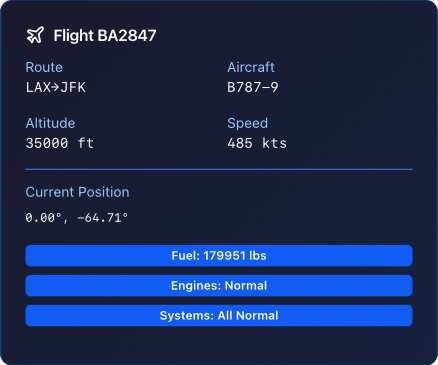 Flight BA2847
Route
LAX→JFK
Aircraft
B787-9
Altitude
35000 ft
Speed
485 kts
Current Position
0.00°, -64.71°
Fuel: 179951 lbs
Engines: Normal
Systems: All Normal